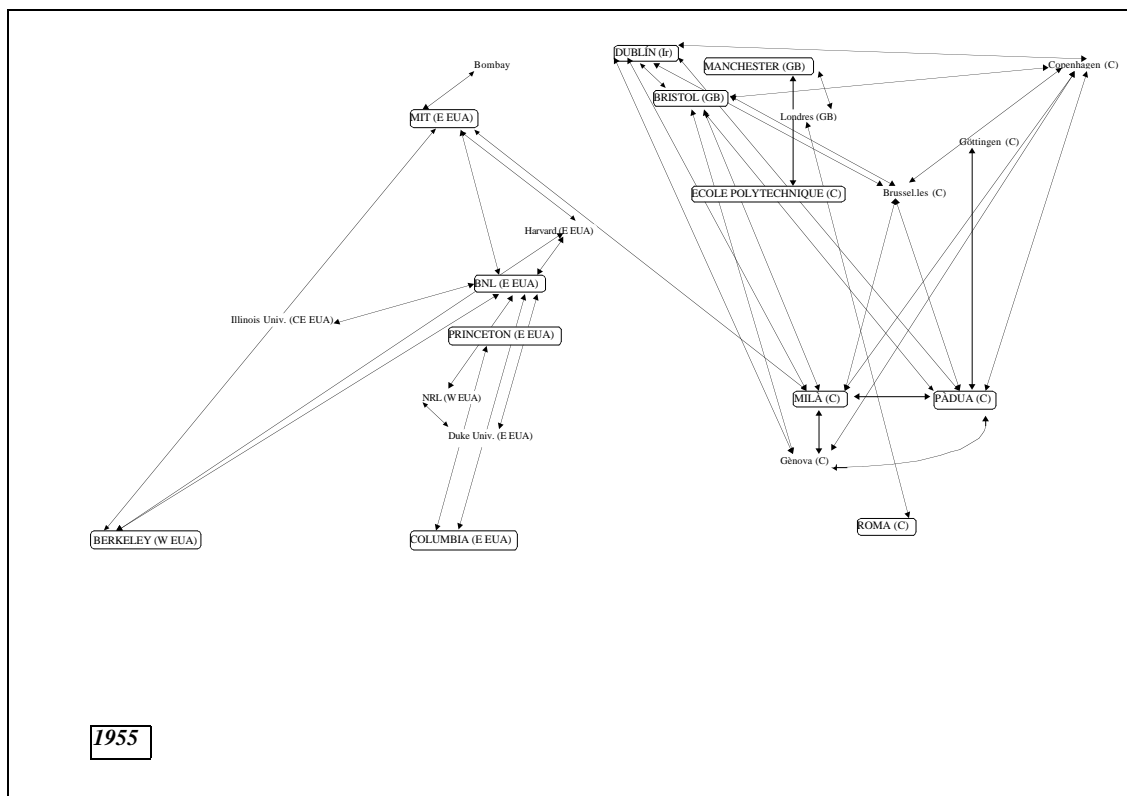 DUBLÍN (Ir)
MANCHESTER (GB)
Copenhagen (C)
Bombay
BRISTOL (GB)
MIT (E EUA)
Londres (GB)
Göttingen (C)
ECOLE POLYTECHNIQUE (C)
Brussel.les (C)
Harvard (E EUA)
BNL (E EUA)
Illinois Univ. (CE EUA)
PRINCETON (E EUA)
NRL (W EUA)
MILÀ (C)
PÀDUA (C)
Duke Univ. (E EUA)
Gènova (C)
ROMA (C)
BERKELEY (W EUA)
COLUMBIA (E EUA)
1955